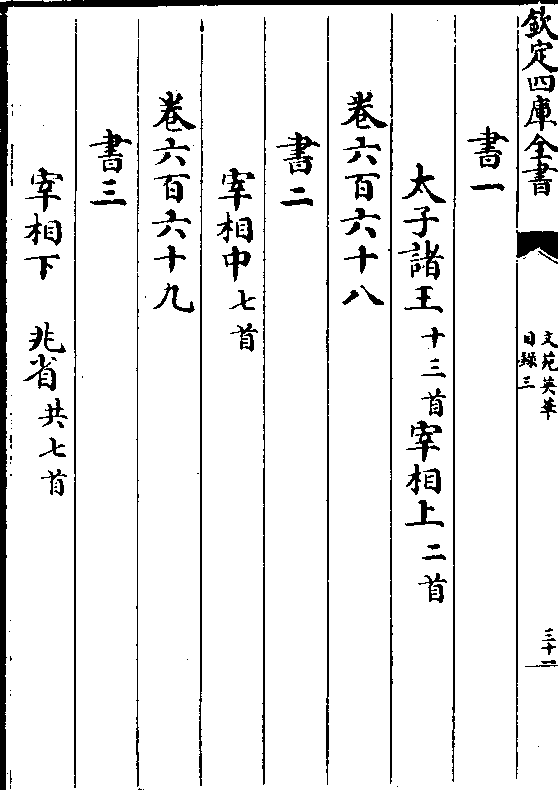 欽定四庫全書
文苑英華
目錄三
三十一
書一
太子諸王十三首宰相上二首
卷六百六十八
書二
宰相中七首
卷六百六十九
書三
宰相下 兆省共七首